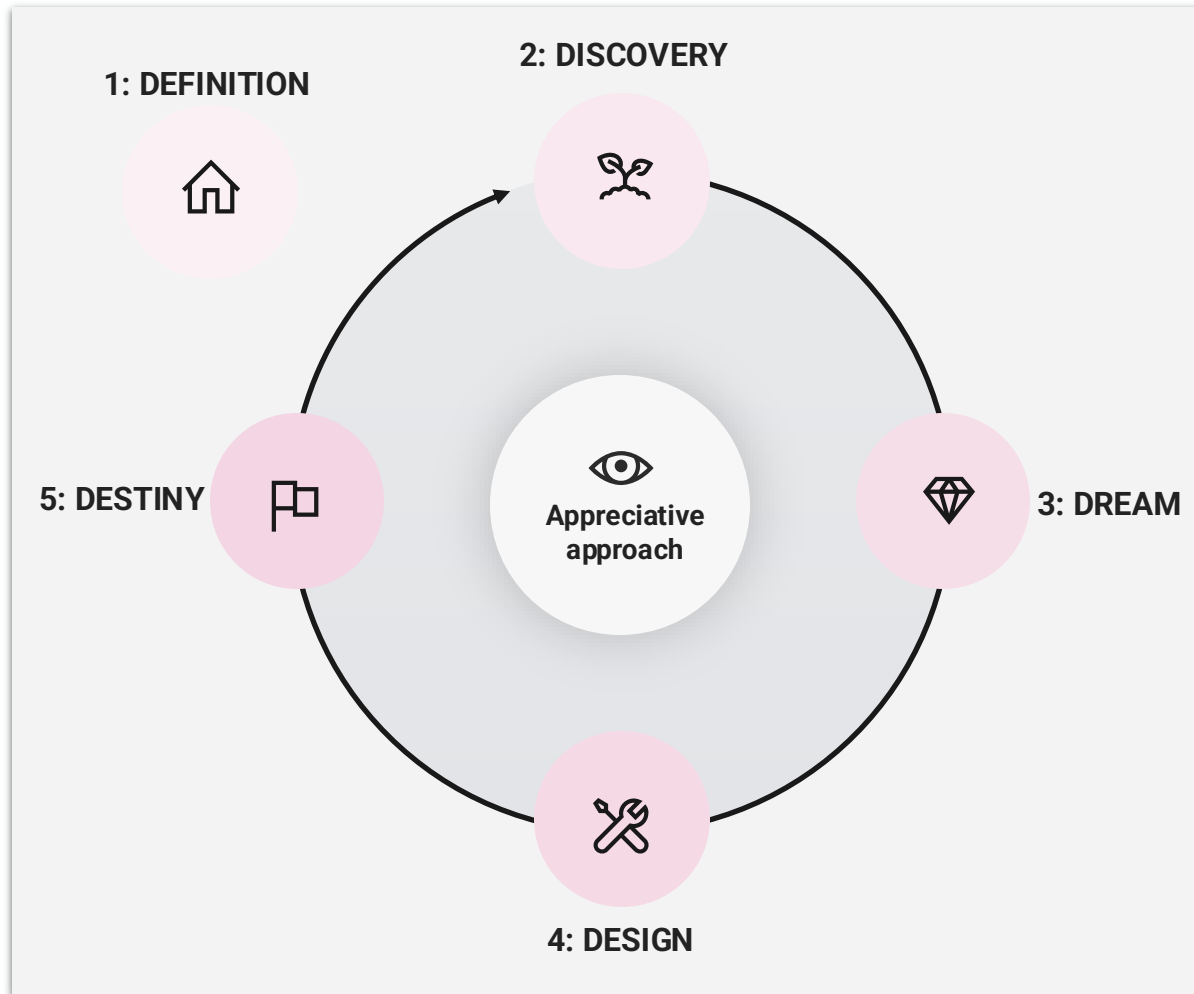 1: DEFINITION
2: DISCOVERY
3: DREAM
4: DESIGN
5: DESTINY
Appreciative
approach